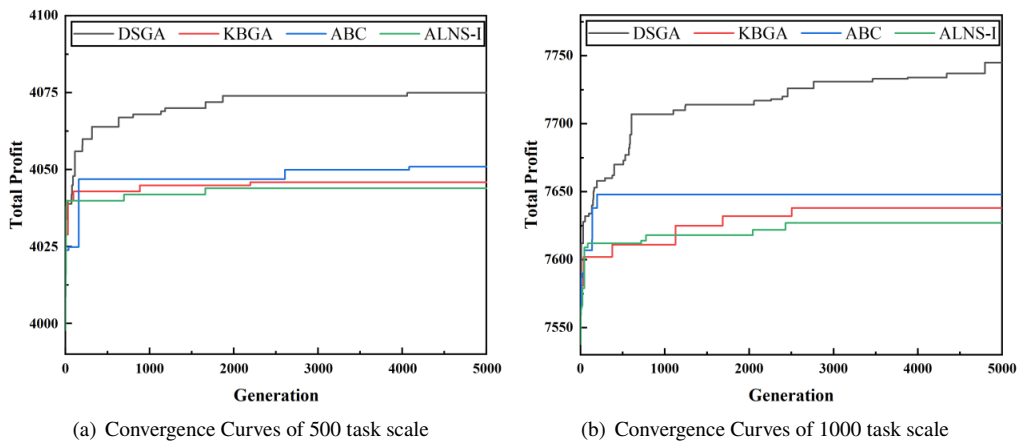 4100
DSGA KBGA ABC ALNS-I
4075
4050
4025
4000
Total Profit
0 1000 2000 3000 4000 5000
Generation
(a) Convergence Curves of 500 task scale
7750
DSGA KBGA ABC ALNS-I
7700
7650
7600
7550
Total Profit
0 1000 2000 3000 4000 5000
Generation
(b) Convergence Curves of 1000 task scale